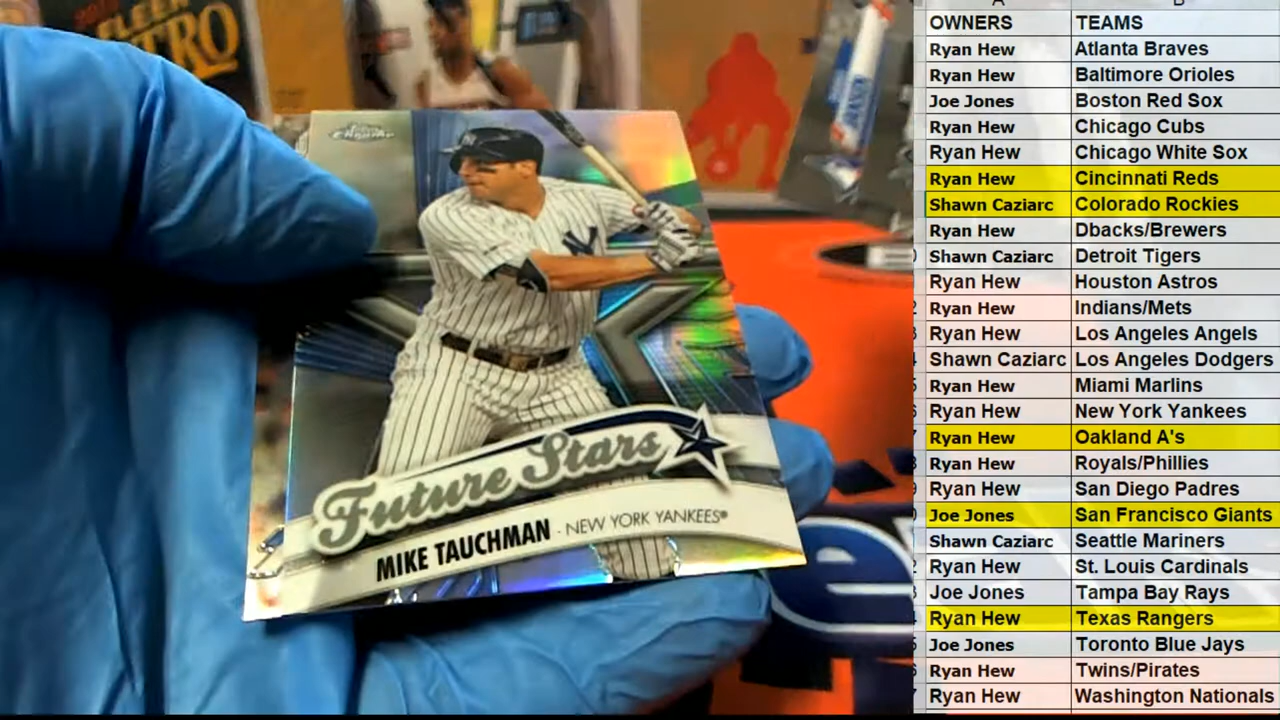 FLEER
RETRO
Topps
Chrome
NY
Future Stars
MIKE TAUCHMAN · NEW YORK YANKEES®
A B
OWNERS TEAMS
Ryan Hew Atlanta Braves
Ryan Hew Baltimore Orioles
Joe Jones Boston Red Sox
Ryan Hew Chicago Cubs
Ryan Hew Chicago White Sox
Ryan Hew Cincinnati Reds
Shawn Caziarc Colorado Rockies
Ryan Hew Dbacks/Brewers
Shawn Caziarc Detroit Tigers
Ryan Hew Houston Astros
Ryan Hew Indians/Mets
Ryan Hew Los Angeles Angels
Shawn Caziarc Los Angeles Dodgers
Ryan Hew Miami Marlins
Ryan Hew New York Yankees
Ryan Hew Oakland A's
Ryan Hew Royals/Phillies
Ryan Hew San Diego Padres
Joe Jones San Francisco Giants
Shawn Caziarc Seattle Mariners
Ryan Hew St. Louis Cardinals
Joe Jones Tampa Bay Rays
Ryan Hew Texas Rangers
Joe Jones Toronto Blue Jays
Ryan Hew Twins/Pirates
Ryan Hew Washington Nationals